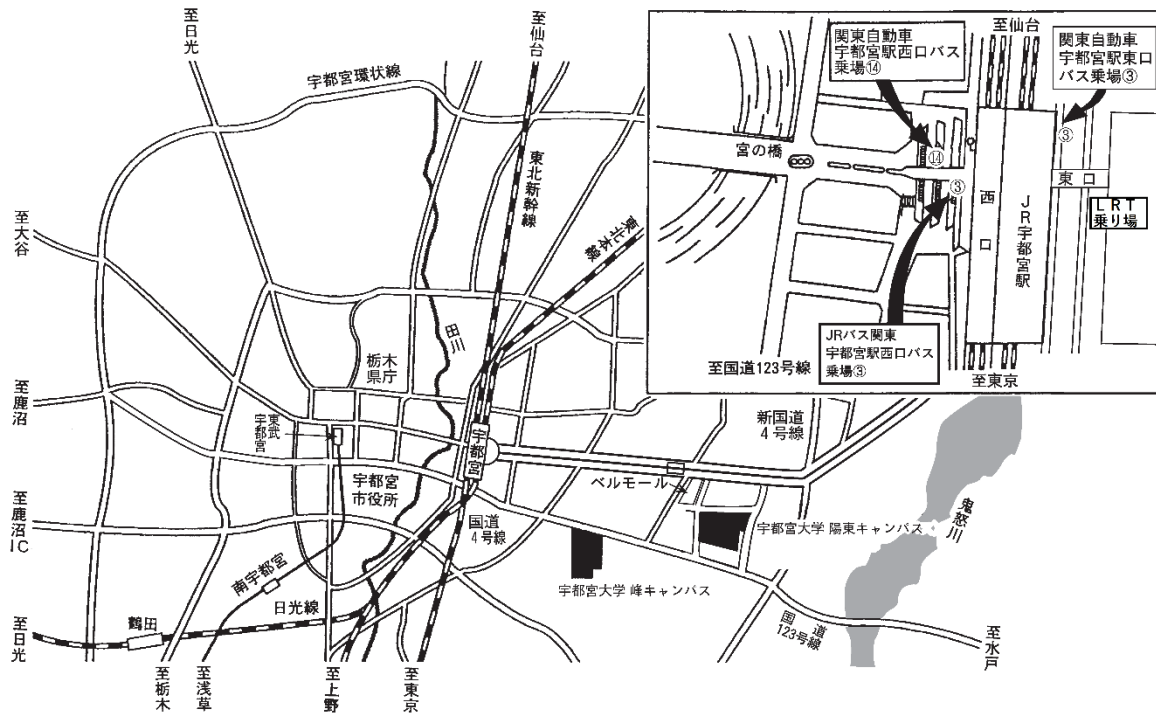 至日光
至仙台
宇都宮環状線
東北新幹線
東北本線
至大谷
田川
栃木
県庁
至鹿沼
東武
宇都宮
宇都宮
宇都宮
市役所
国道
4号線
至鹿沼IC
南宇都宮
日光線
鶴田
至日光
至栃木
至浅草
至上野
至東京
ベルモール
新国道
4号線
宇都宮大学 陽東キャンパス
宇都宮大学 峰キャンパス
鬼怒川
国道
123号線
至水戸
至仙台
関東自動車
宇都宮駅西口バス
乗場⑭
関東自動車
宇都宮駅東口
バス乗場③
宮の橋
⑭
③
③
西口
JR宇都宮駅
東口
LRT
乗り場
JRバス関東
宇都宮駅西口バス
乗場③
至国道123号線
至東京